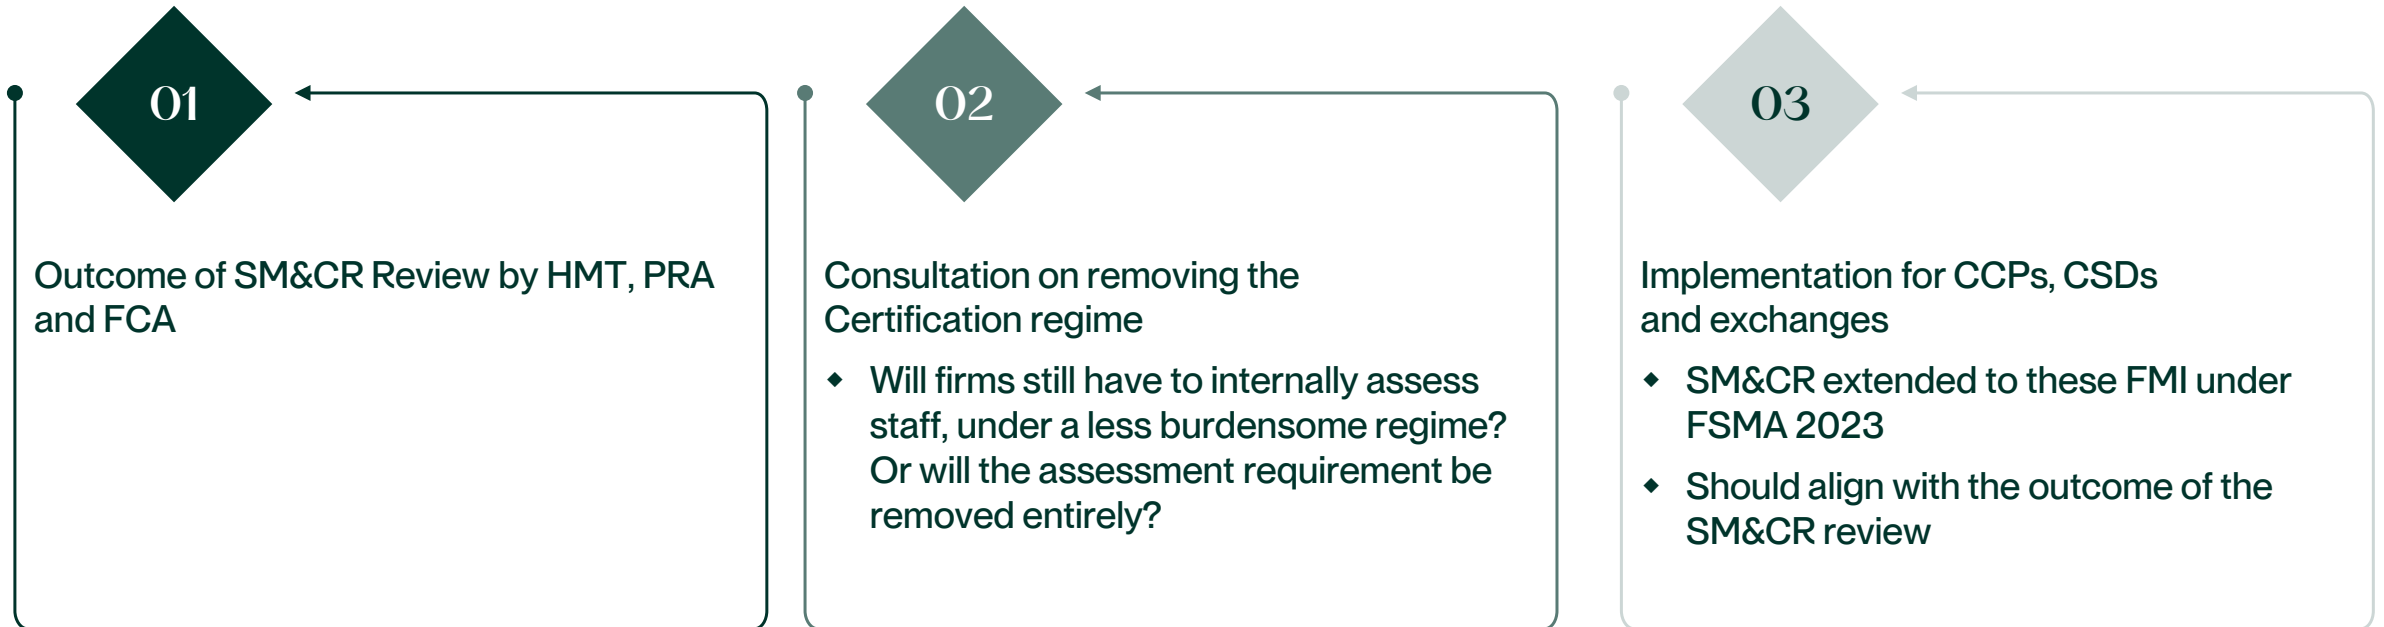 01
Outcome of SM&CR Review by HMT, PRA
and FCA
02
Consultation on removing the
Certification regime
Will firms still have to internally assess
staff, under a less burdensome regime?
Or will the assessment requirement be
removed entirely?
03
Implementation for CCPs, CSDs
and exchanges
SM&CR extended to these FMI under
FSMA 2023
Should align with the outcome of the
SM&CR review